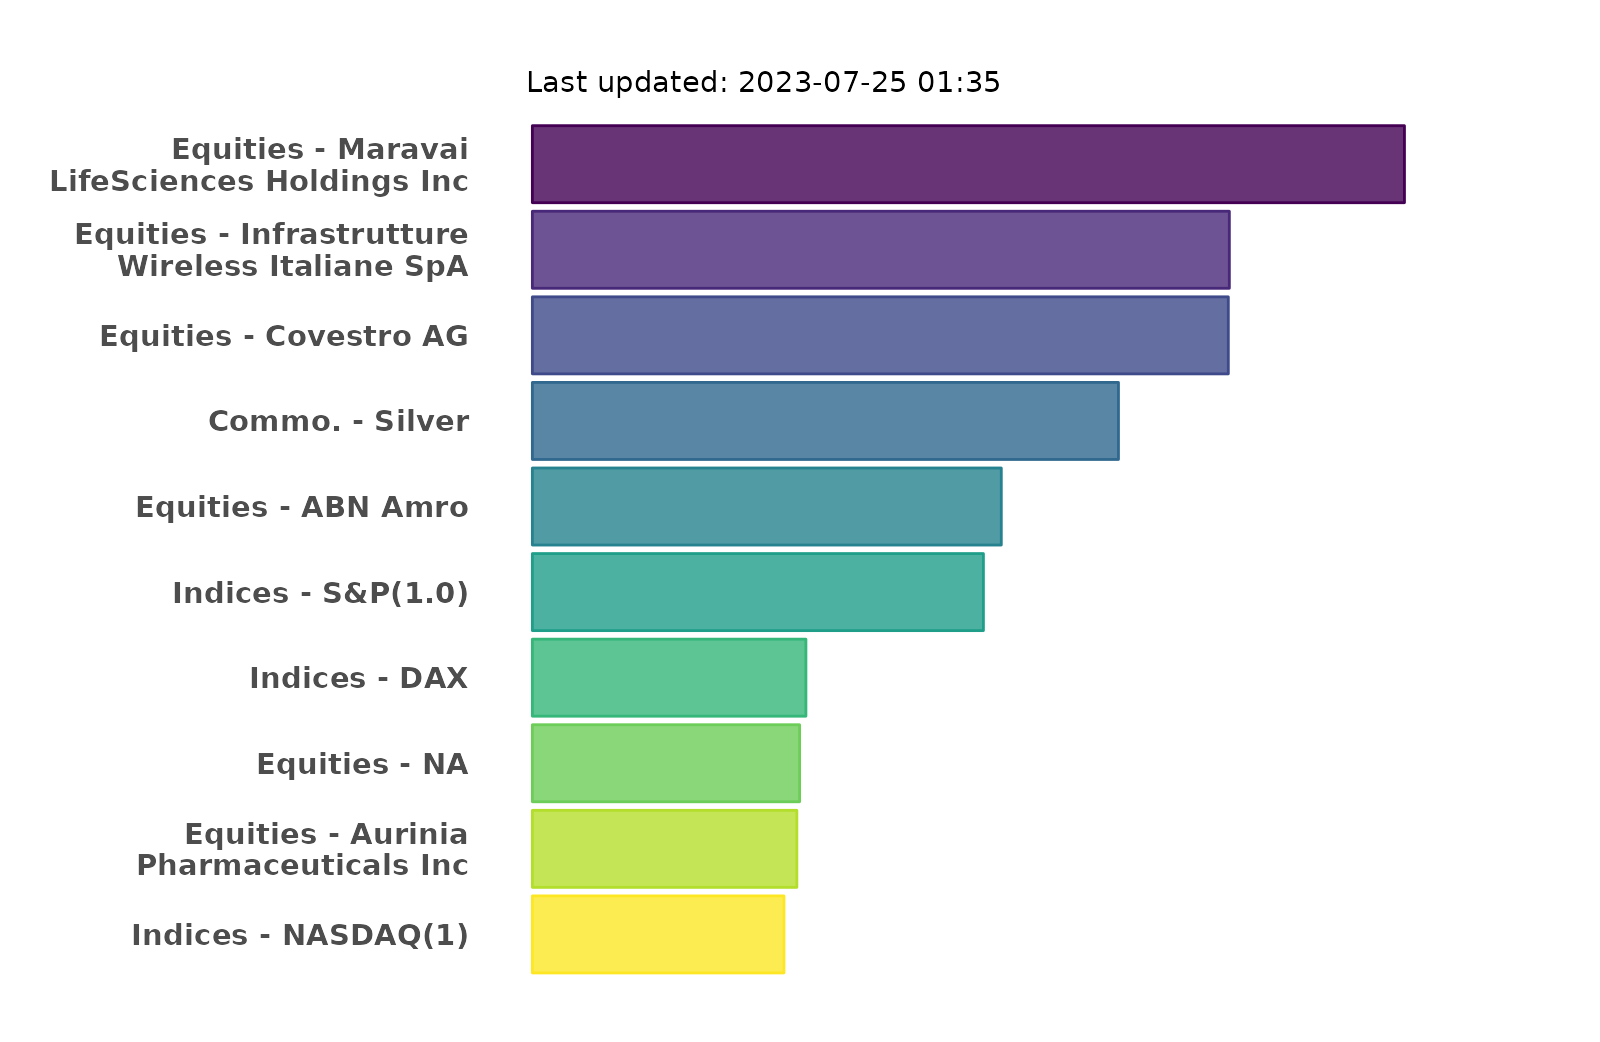 Last updated: 2023-07-25 01:35
Equities - Maravai
LifeSciences Holdings Inc
Equities - Infrastrutture
Wireless Italiane SpA
Equities - Covestro AG
Commo. - Silver
Equities - ABN Amro
Indices - S&P(1.0)
Indices - DAX
Equities - NA
Equities - Aurinia
Pharmaceuticals Inc
Indices - NASDAQ(1)